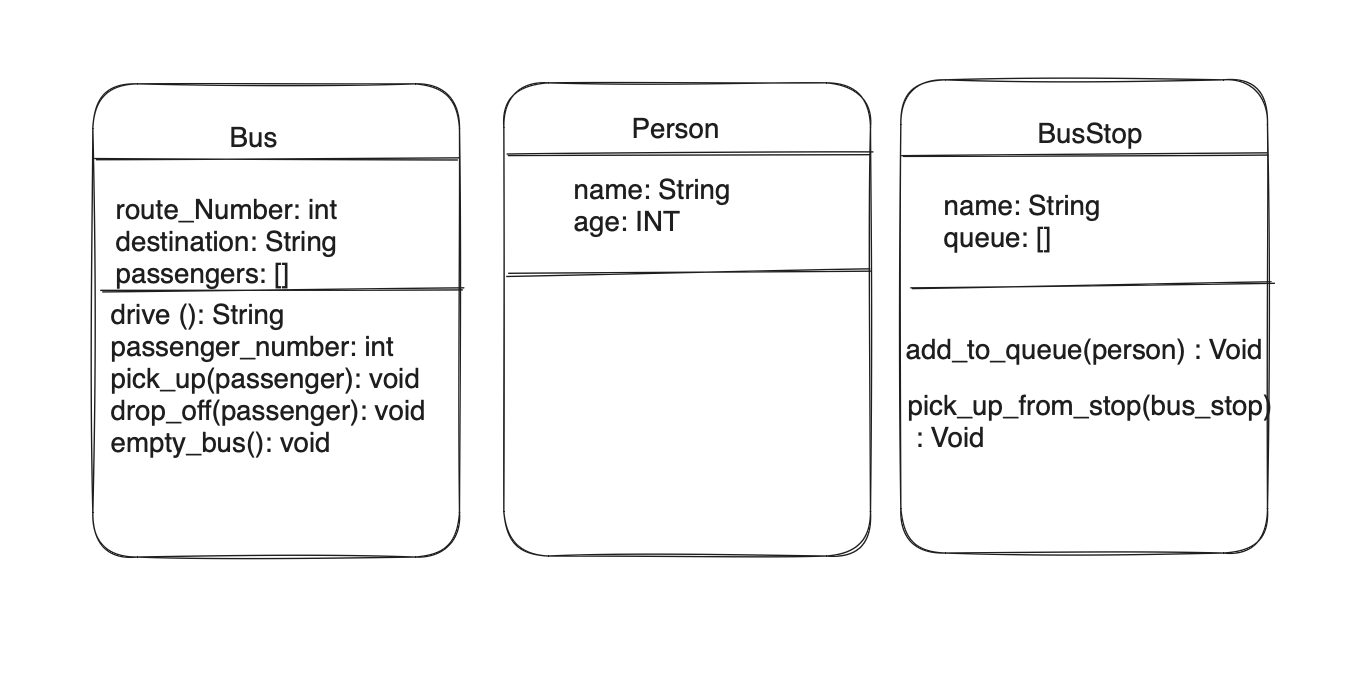 Bus
route_Number: int
destination: String
passengers: []
drive (): String
passenger_number: int
pick_up(passenger): void
drop_off(passenger): void
empty_bus(): void
Person
name: String
age: INT
BusStop
name: String
queue: []
add_to_queue(person) : Void
pick_up_from_stop(bus_stop)
: Void